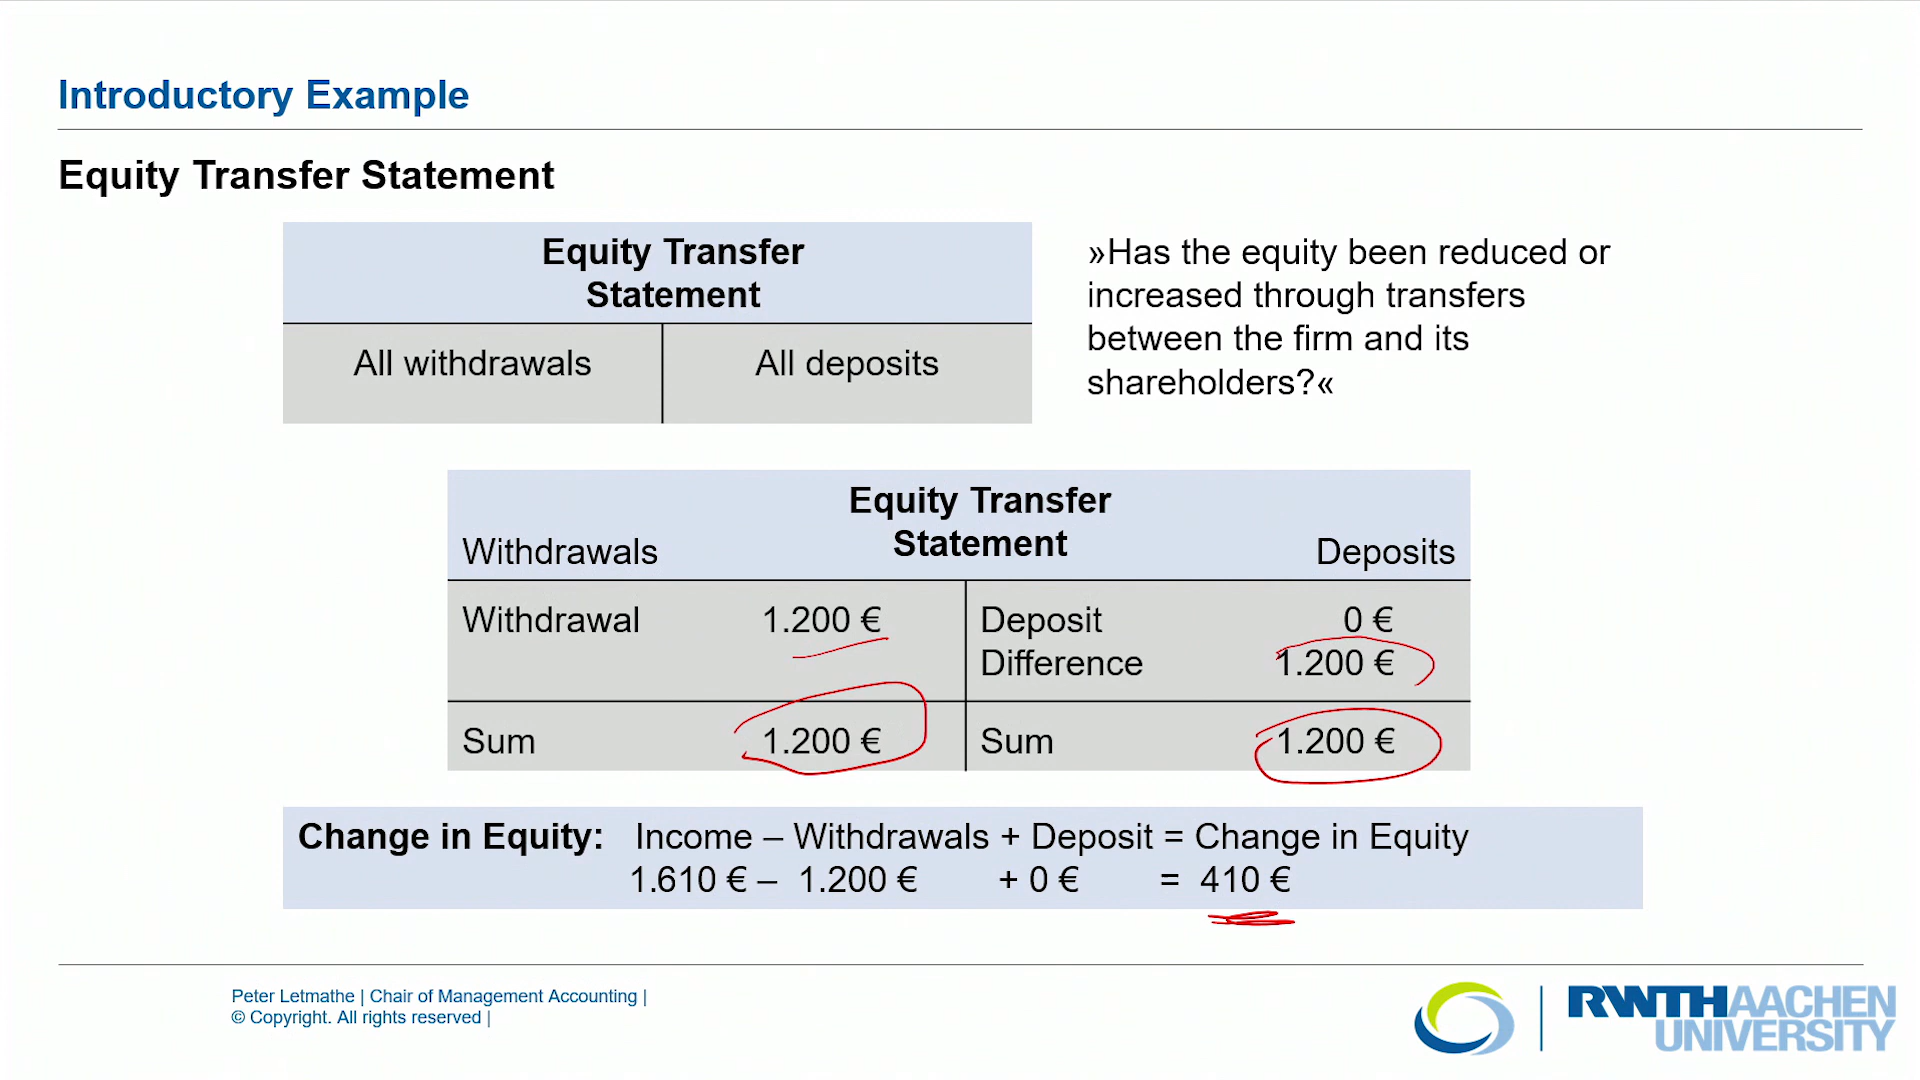 Introductory Example
Equity Transfer Statement
Equity Transfer
Statement
All withdrawals All deposits
»Has the equity been reduced or
increased through transfers
between the firm and its
shareholders?«
Equity Transfer
Statement
Withdrawals Deposits
Withdrawal 1.200 € Deposit 0 €
Difference 1.200 €
Sum 1.200 € Sum 1.200 €
Change in Equity: Income – Withdrawals + Deposit = Change in Equity
1.610 € – 1.200 € + 0 € = 410 €
Peter Letmathe | Chair of Management Accounting |
© Copyright. All rights reserved |
RWTHAACHEN
UNIVERSITY